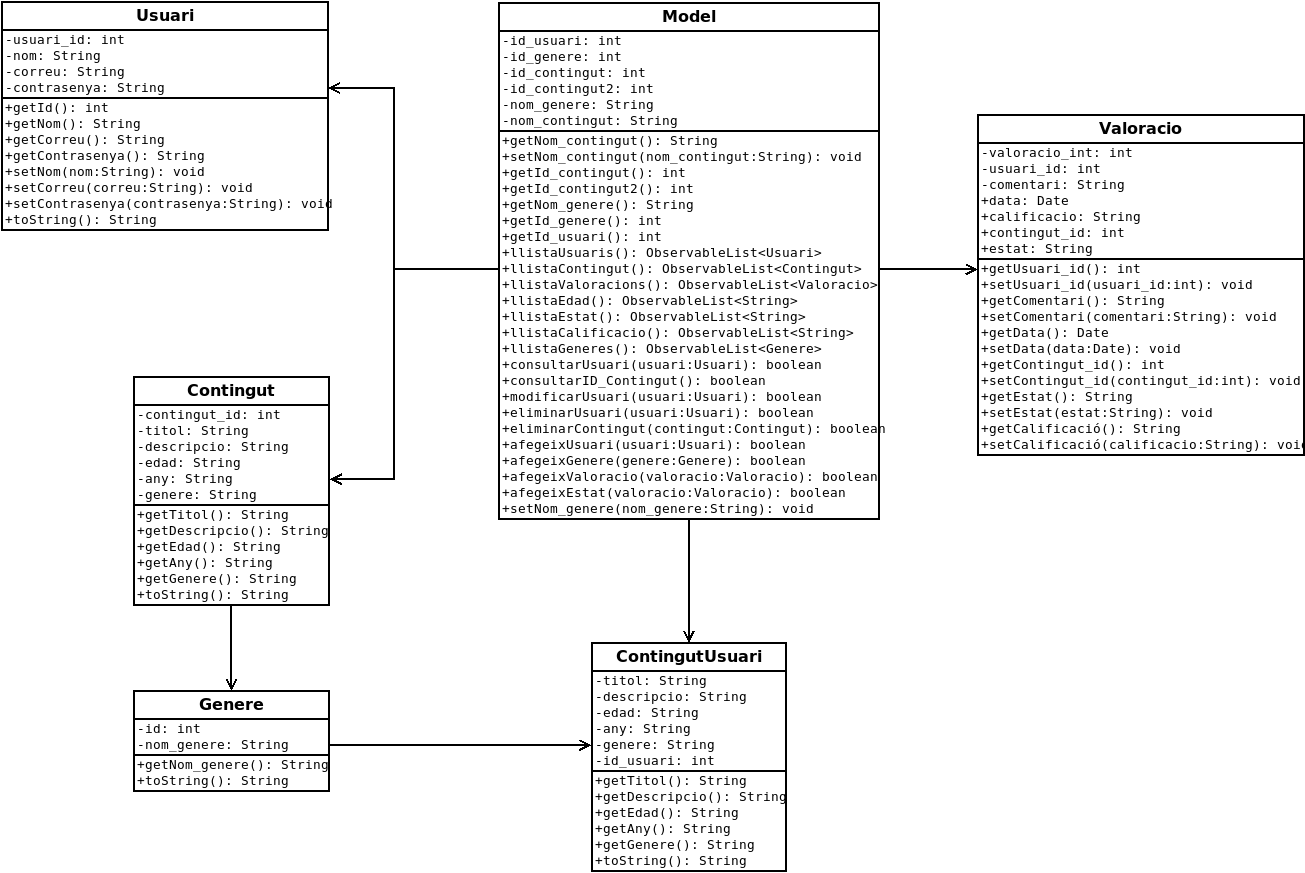 Usuari
-usuari_id: int
-nom: String
-correu: String
-contrasenya: String
+getId(): int
+getNom(): String
+getCorreu(): String
+getContrasenya(): String
+setNom(nom:String): void
+setCorreu(correu:String): void
+setContrasenya(contrasenya:String): void
+toString(): String
Model
-id_usuari: int
-id_genere: int
-id_contingut: int
-id_contingut2: int
-nom_genere: String
-nom_contingut: String
+getNom_contingut(): String
+setNom_contingut(nom_contingut:String): void
+getId_contingut(): int
+getId_contingut2(): int
+getNom_genere(): String
+getId_genere(): int
+getId_usuari(): int
+llistaUsuaris(): ObservableList<Usuari>
+llistaContingut(): ObservableList<Contingut>
+llistaValoracions(): ObservableList<Valoracio>
+llistaEdad(): ObservableList<String>
+llistaEstat(): ObservableList<String>
+llistaCalificacio(): ObservableList<String>
+llistaGeneres(): ObservableList<Genere>
+consultarUsuari(usuari:Usuari): boolean
+consultarID_Contingut(): boolean
+modificarUsuari(usuari:Usuari): boolean
+eliminarUsuari(usuari:Usuari): boolean
+eliminarContingut(contingut:Contingut): boolean
+afegeixUsuari(usuari:Usuari): boolean
+afegeixGenere(genere:Genere): boolean
+afegeixValoracio(valoracio:Valoracio): boolean
+afegeixEstat(valoracio:Valoracio): boolean
+setNom_genere(nom_genere:String): void
Valoracio
-valoracio_int: int
-usuari_id: int
-comentari: String
+data: Date
+calificacio: String
+contingut_id: int
+estat: String
+getUsuari_id(): int
+setUsuari_id(usuari_id:int): void
+getComentari(): String
+setComentari(comentari:String): void
+getData(): Date
+setData(data:Date): void
+getContingut_id(): int
+setContingut_id(contingut_id:int): void
+getEstat(): String
+setEstat(estat:String): void
+getCalificació(): String
+setCalificació(calificacio:String): void
Contingut
-contingut_id: int
-titol: String
-descripcio: String
-edad: String
-any: String
-genere: String
+getTitol(): String
+getDescripcio(): String
+getEdad(): String
+getAny(): String
+getGenere(): String
+toString(): String
Genere
-id: int
-nom_genere: String
+getNom_genere(): String
+toString(): String
ContingutUsuari
-titol: String
-descripcio: String
-edad: String
-any: String
-genere: String
-id_usuari: int
+getTitol(): String
+getDescripcio(): String
+getEdad(): String
+getAny(): String
+getGenere(): String
+toString(): String